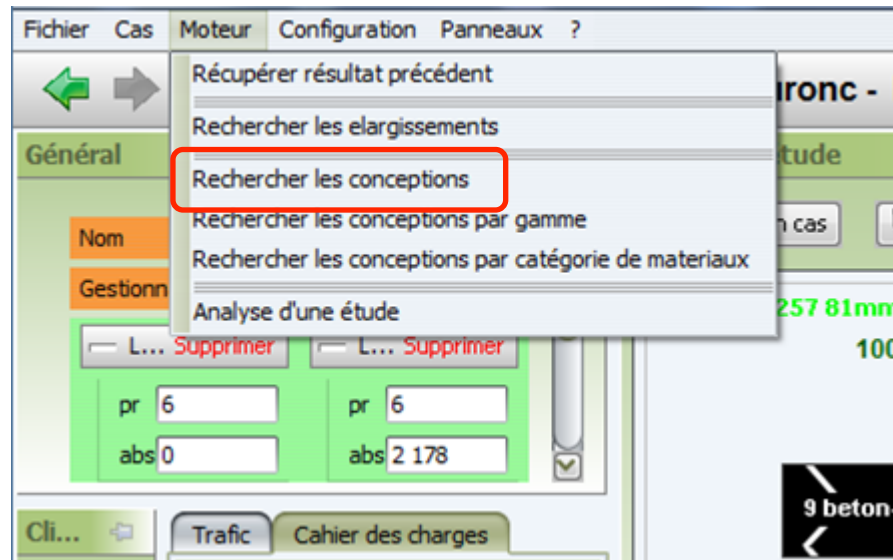 Fichier Cas Moteur Configuration Panneaux ?
Récupérer résultat précédent
Rechercher les elargissements
Rechercher les conceptions
Rechercher les conceptions par gamme
Rechercher les conceptions par catégorie de materiaux
Analyse d'une étude
Général
Nom
Gestionn
L... Supprimer L... Supprimer
pr 6 pr 6
abs 0 abs 2 178
Cli... Trafic Cahier des charges
ronc -
tude
cas
257 81mm
100
9 beton-